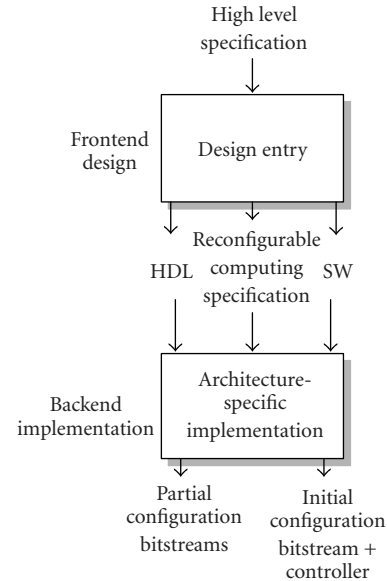 High level
specification
Frontend
design
Design entry
HDL
Reconfigurable
computing
specification
SW
Backend
implementation
Architecture-
specific
implementation
Partial
configuration
bitstreams
Initial
configuration
bitstream +
controller